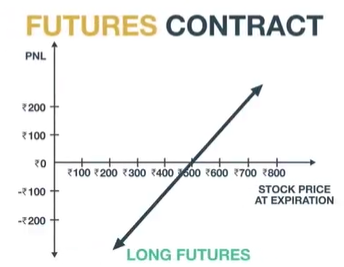 FUTURES CONTRACT
PNL
₹200
₹100
₹0
₹100 ₹200 ₹300 ₹400 ₹500 ₹600 ₹700 ₹800
-₹100
STOCK PRICE
AT EXPIRATION
-₹200
LONG FUTURES